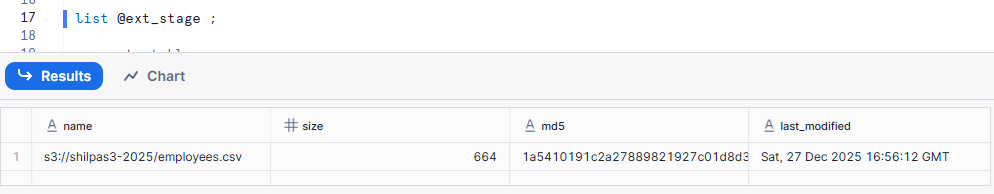 17 list @ext_stage ;
18
Results Chart
name size md5 last_modified
1 s3://shilpas3-2025/employees.csv 664 1a5410191c2a27889821927c01d8d3 Sat, 27 Dec 2025 16:56:12 GMT